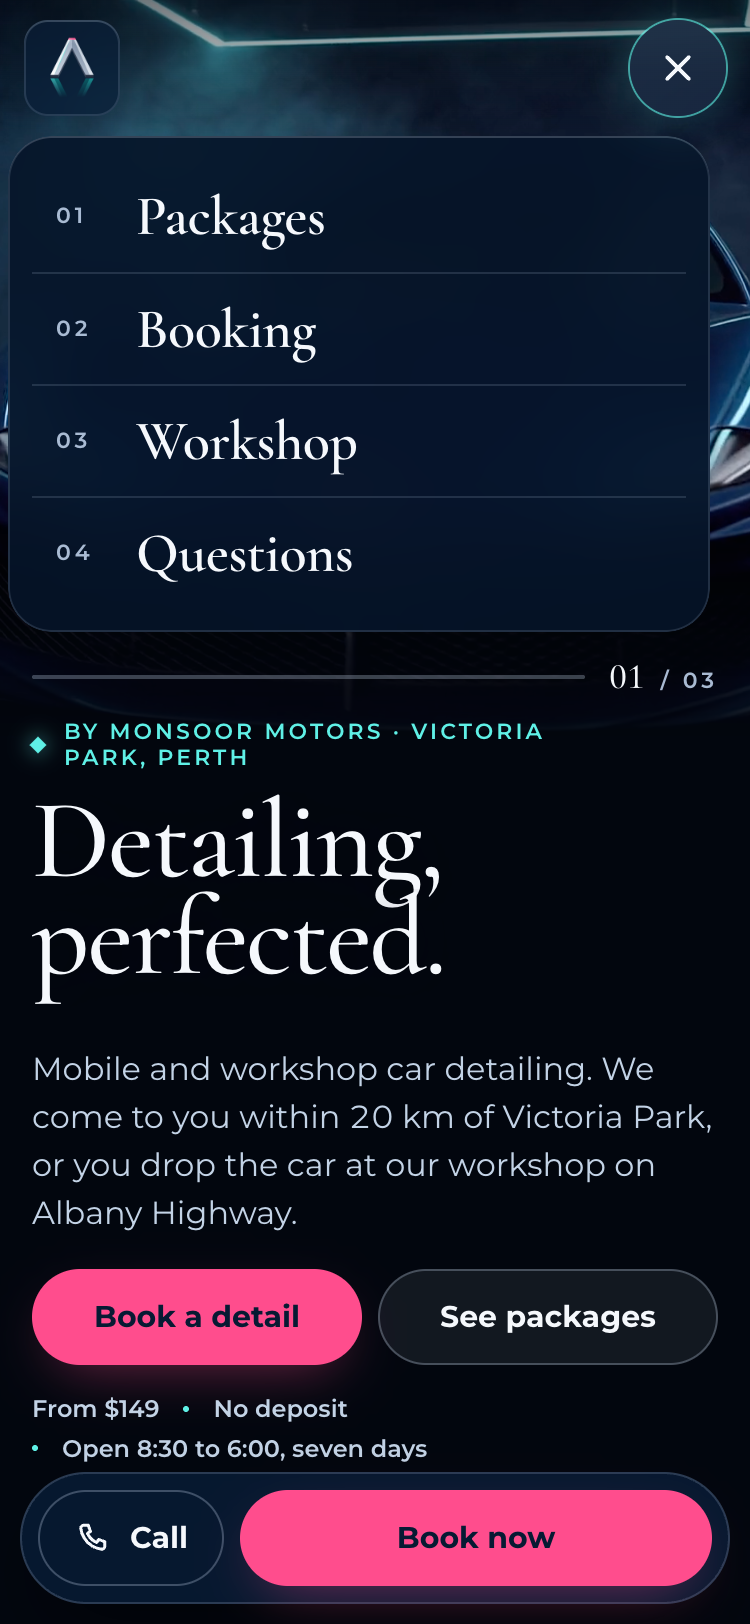 01 Packages
02 Booking
03 Workshop
04 Questions
01 / 03
BY MONSOOR MOTORS · VICTORIA
PARK, PERTH
Detailing,
perfected.
Mobile and workshop car detailing. We
come to you within 20 km of Victoria Park,
or you drop the car at our workshop on
Albany Highway.
Book a detail
See packages
From $149 • No deposit
• Open 8:30 to 6:00, seven days
Call
Book now